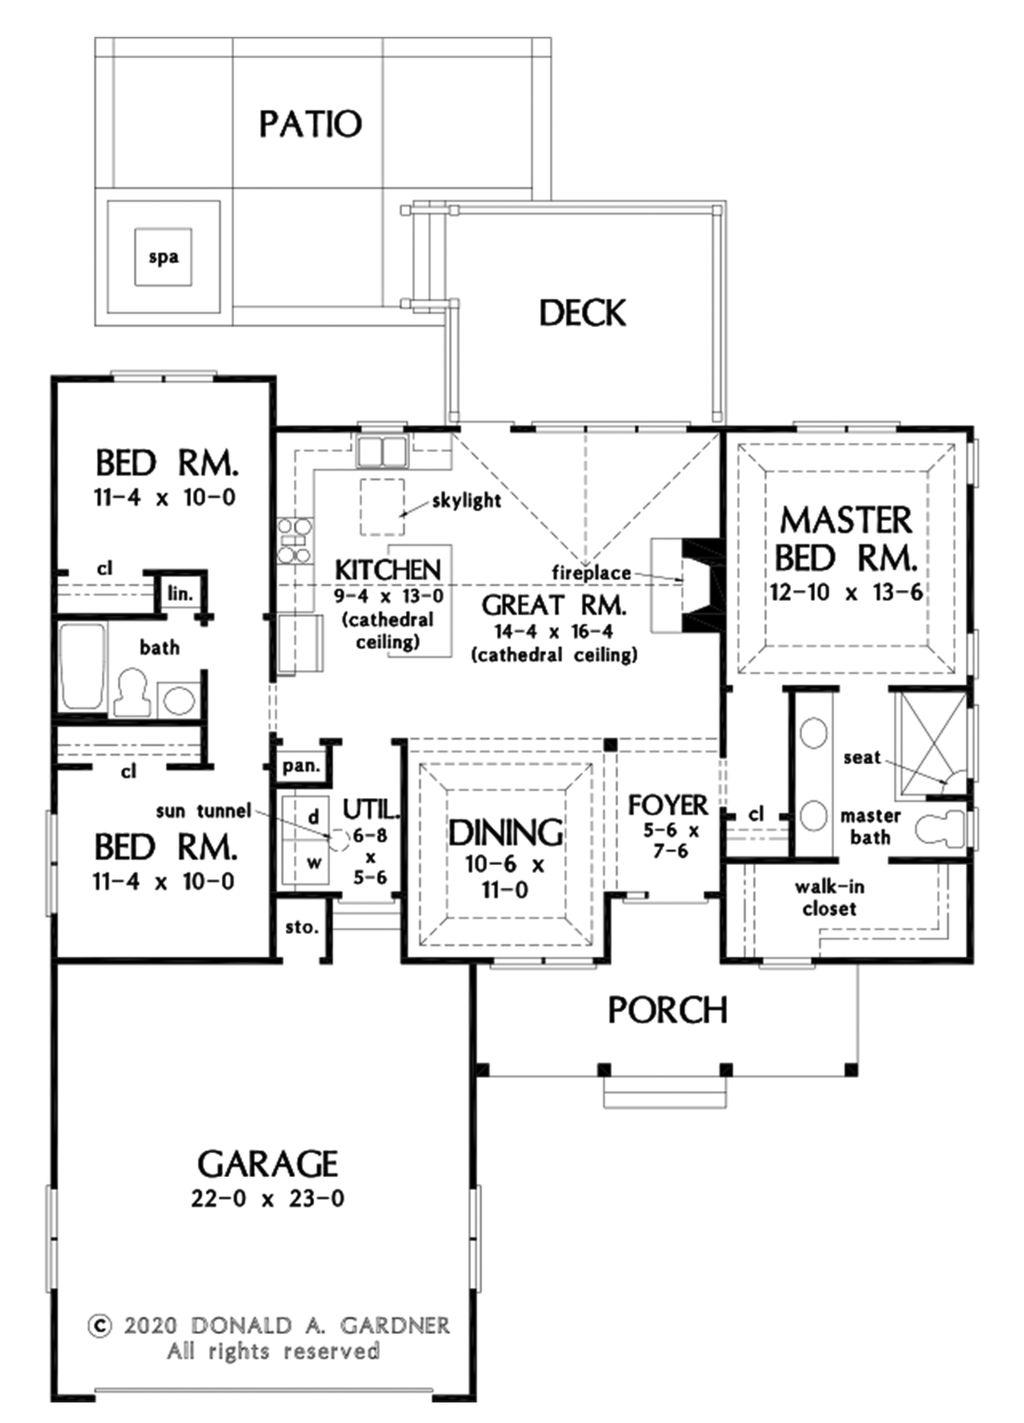 PATIO
spa
DECK
BED RM.
11-4 x 10-0
cl
lin.
bath
cl
skylight
KITCHEN
9-4 x 13-0
(cathedral
ceiling)
fireplace
GREAT RM.
14-4 x 16-4
(cathedral ceiling)
MASTER
BED RM.
12-10 x 13-6
seat
master
bath
cl
walk-in
closet
pan.
sun tunnel
d
w
UTIL.
6-8
x
5-6
DINING
10-6 x
11-0
FOYER
5-6 x
7-6
BED RM.
11-4 x 10-0
sto.
PORCH
GARAGE
22-0 x 23-0
© 2020 DONALD A. GARDNER
All rights reserved